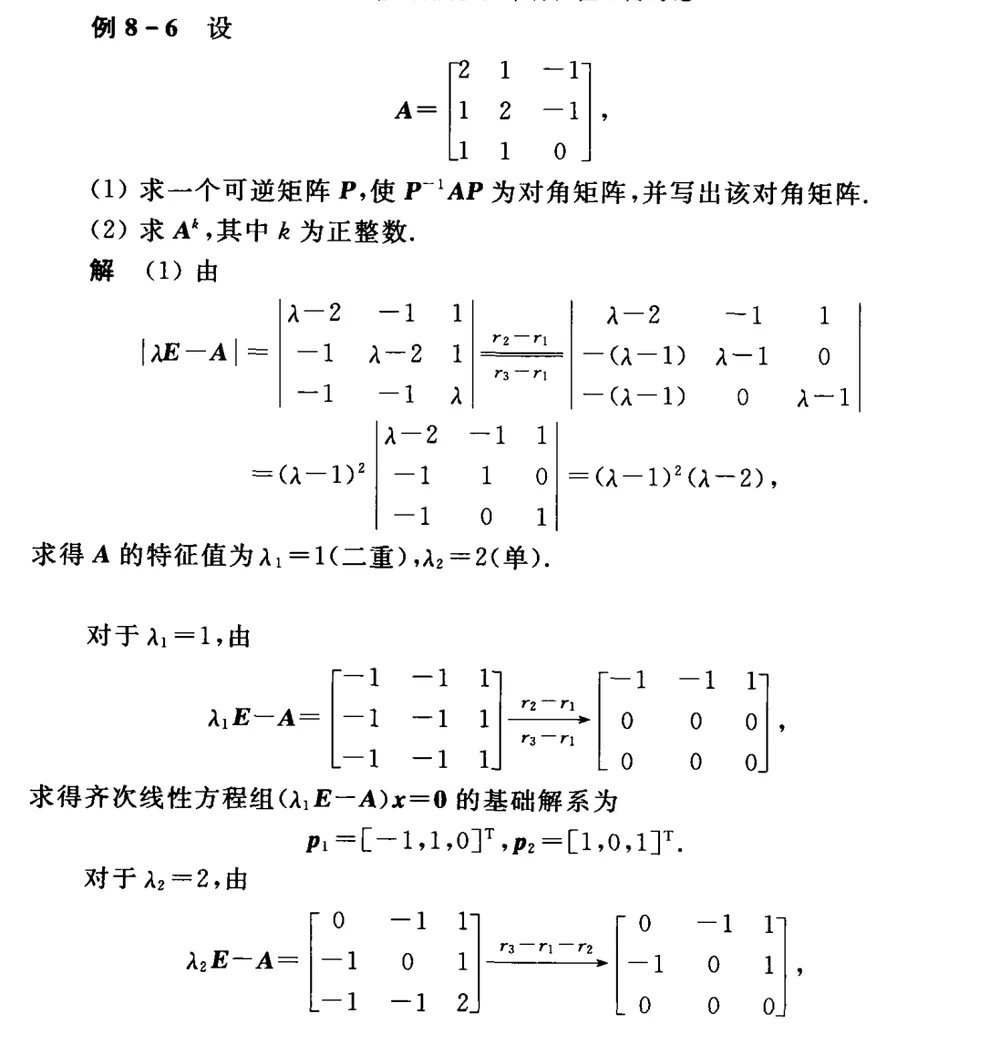 例 8-6 设
A=[2 1 -1
1 2 -1
1 1 0],
(1) 求一个可逆矩阵 P,使 P⁻¹AP 为对角矩阵,并写出该对角矩阵.
(2) 求 Aᵏ,其中 k 为正整数.
解 (1) 由
|λE-A|=|λ-2 -1 1
-1 λ-2 1
-1 -1 λ| r₂-r₁ r₃-r₁ |λ-2 -1 1
-(λ-1) λ-1 0
-(λ-1) 0 λ-1|
=(λ-1)²|λ-2 -1 1
-1 1 0
-1 0 1|=(λ-1)²(λ-2),
求得 A 的特征值为 λ₁=1(二重),λ₂=2(单).
对于 λ₁=1,由
λ₁E-A=[-1 -1 1
-1 -1 1
-1 -1 1] r₂-r₁ r₃-r₁ → [-1 -1 1
0 0 0
0 0 0],
求得齐次线性方程组(λ₁E-A)x=0 的基础解系为
p₁=[-1,1,0]ᵀ,p₂=[1,0,1]ᵀ.
对于 λ₂=2,由
λ₂E-A=[0 -1 1
-1 0 1
-1 -1 2] r₃-r₁-r₂ → [0 -1 1
-1 0 1
0 0 0],